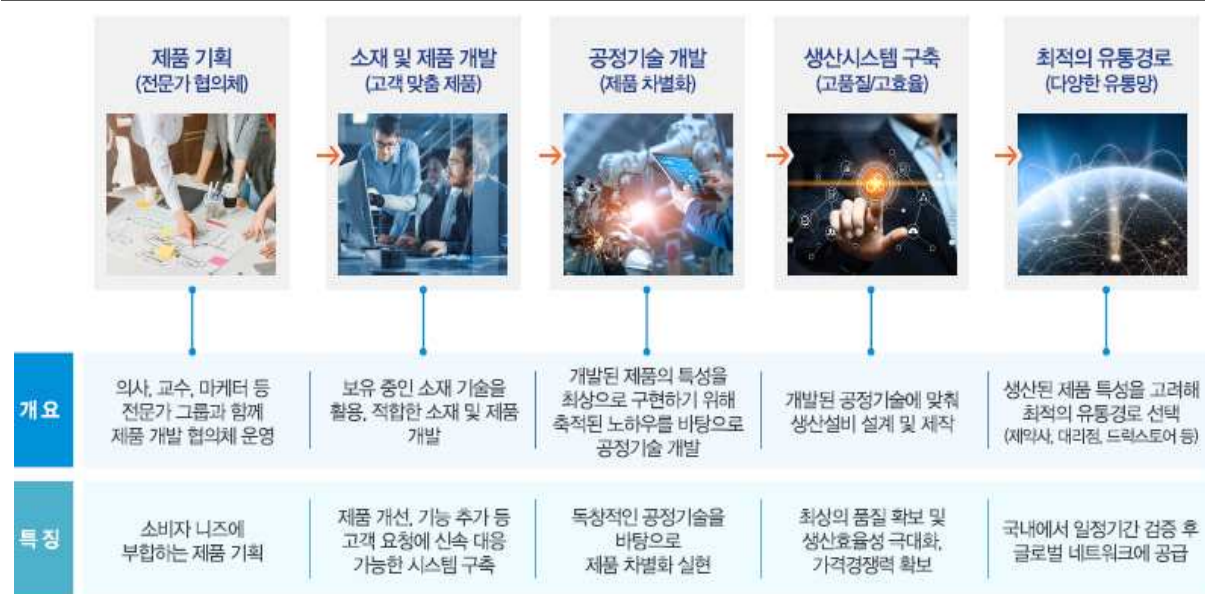 제품 기획
(전문가 협의체)
소재 및 제품 개발
(고객 맞춤 제품)
공정기술 개발
(제품 차별화)
생산시스템 구축
(고품질/고효율)
최적의 유통경로
(다양한 유통망)
개요
의사, 교수, 마케터 등
전문가 그룹과 함께
제품 개발 협의체 운영
보유 중인 소재 기술을
활용, 적합한 소재 및 제품
개발
개발된 제품의 특성을
최상으로 구현하기 위해
축적된 노하우를 바탕으로
공정기술 개발
개발된 공정기술에 맞춰
생산설비 설계 및 제작
생산된 제품 특성을 고려해
최적의 유통경로 선택
(제약사, 대리점, 드럭스토어 등)
특징
소비자 니즈에
부합하는 제품 기획
제품 개선, 기능 추가 등
고객 요청에 신속 대응
가능한 시스템 구축
독창적인 공정기술을
바탕으로
제품 차별화 실현
최상의 품질 확보 및
생산효율성 극대화,
가격경쟁력 확보
국내에서 일정기간 검증 후
글로벌 네트워크에 공급